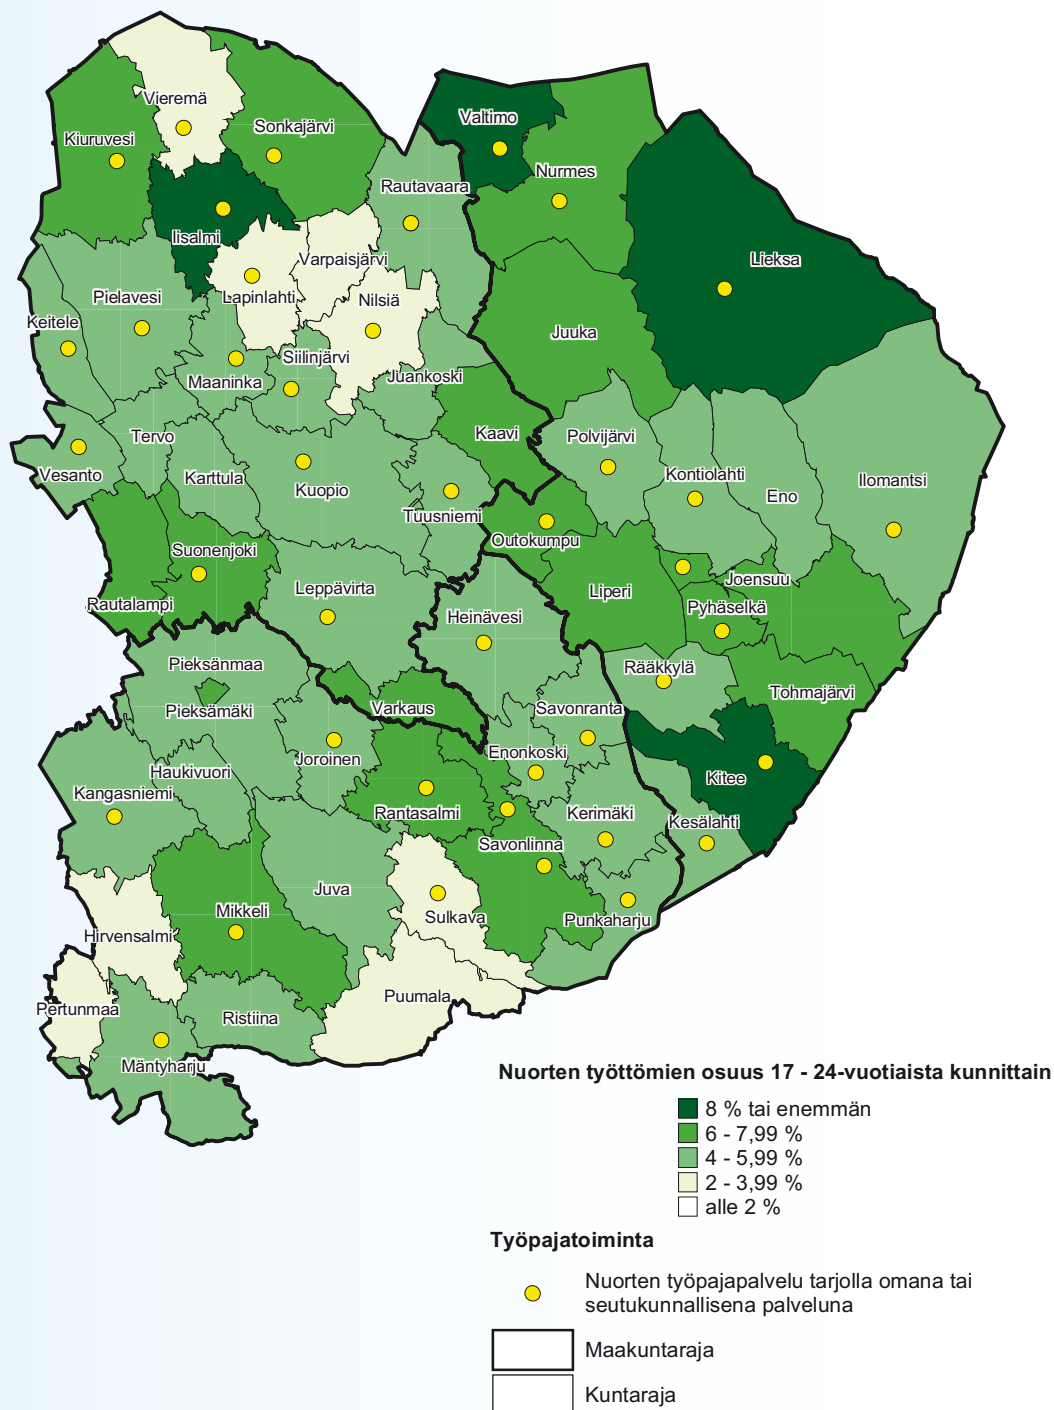 Vieremä
Kiuruvesi
Sonkajärvi
Valtimo
Nurmes
Rautavaara
Iisalmi
Varpaisjärvi
Lieksa
Pielavesi
Lapinlahti
Nilsiä
Keitele
Juuka
Siilinjärvi
Maaninka
Juankoski
Kaavi
Tervo
Polvijärvi
Vesanto
Karttula
Kuopio
Kontiolahti
Ilomantsi
Eno
Tuusniemi
Outokumpu
Suonenjoki
Joensuu
Leppävirta
Liperi
Rautalampi
Pyhäselkä
Heinävesi
Pieksänmaa
Rääkkylä
Tohmajärvi
Pieksämäki
Varkaus
Savonranta
Enonkoski
Joroinen
Haukivuori
Kitee
Kangasniemi
Rantasalmi
Kerimäki
Kesälahti
Savonlinna
Juva
Mikkeli
Sulkava
Punkaharju
Hirvensalmi
Puumala
Pertunmaa
Ristiina
Mäntyharju
Nuorten työttömien osuus 17 - 24-vuotiaista kunnittain
8 % tai enemmän
6 - 7,99 %
4 - 5,99 %
2 - 3,99 %
alle 2 %
Työpajatoiminta
Nuorten työpajapalvelu tarjolla omana tai
seutukunnallisena palveluna
Maakuntaraja
Kuntaraja